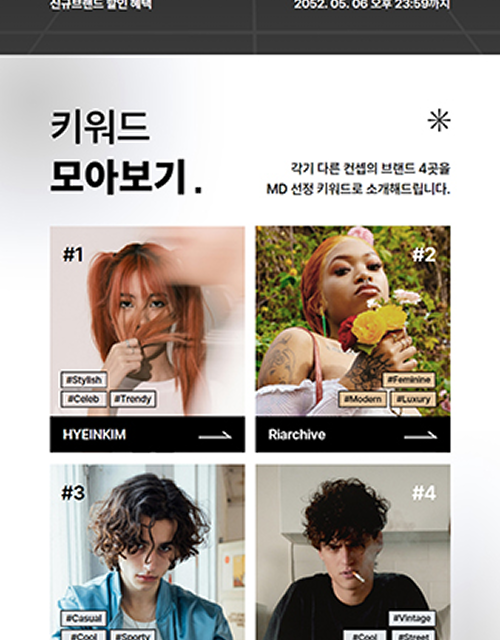 신규브랜드 할인 혜택
2052. 05. 06 오후 23:59까지
키워드
모아보기.
각기 다른 컨셉의 브랜드 4곳을
MD 선정 키워드로 소개해드립니다.
#1
#Stylish
#Celeb #Trendy
HYEINKIM
#2
#Feminine
#Modern #Luxury
Riarchive
#3
#Casual
#Cool #Sporty
#4
#Vintage
#Cool #Street